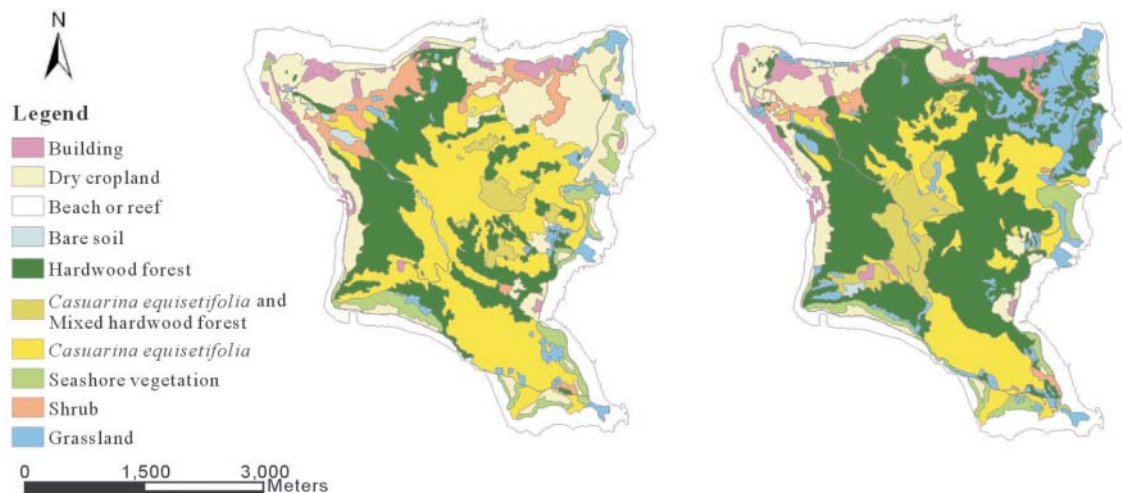 N
Legend
Building
Dry cropland
Beach or reef
Bare soil
Hardwood forest
Casuarina equisetifolia and
Mixed hardwood forest
Casuarina equisetifolia
Seashore vegetation
Shrub
Grassland
0 1,500 3,000
Meters